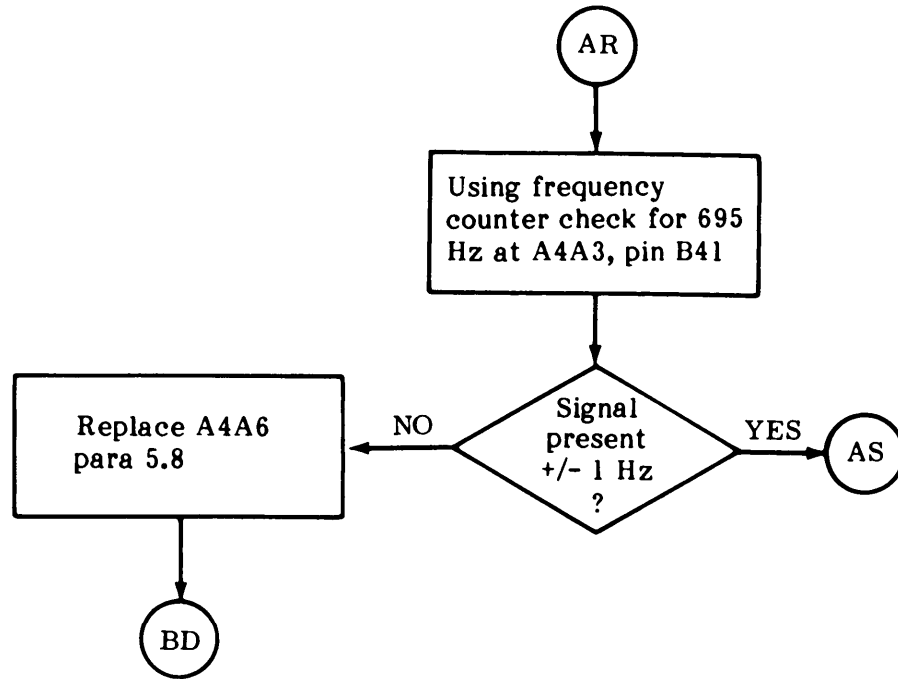 AR
Using frequency
counter check for 695
Hz at A4A3, pin B41
Signal
present
+/- 1 Hz
?
NO
YES
Replace A4A6
para 5.8
AS
BD